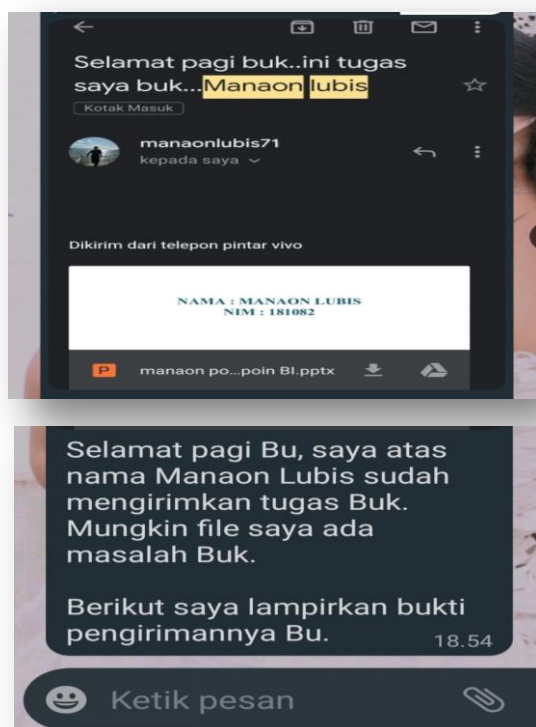 Selamat pagi buk..ini tugas
saya buk...Manaon lubis
Kotak Masuk
manaonlubis71
kepada saya
Dikirim dari telepon pintar vivo
NAMA : MANAON LUBIS
NIM : 181082
P manaon po...poin BI.pptx
Selamat pagi Bu, saya atas
nama Manaon Lubis sudah
mengirimkan tugas Buk.
Mungkin file saya ada
masalah Buk.
Berikut saya lampirkan bukti
pengirimannya Bu.
18.54
Ketik pesan